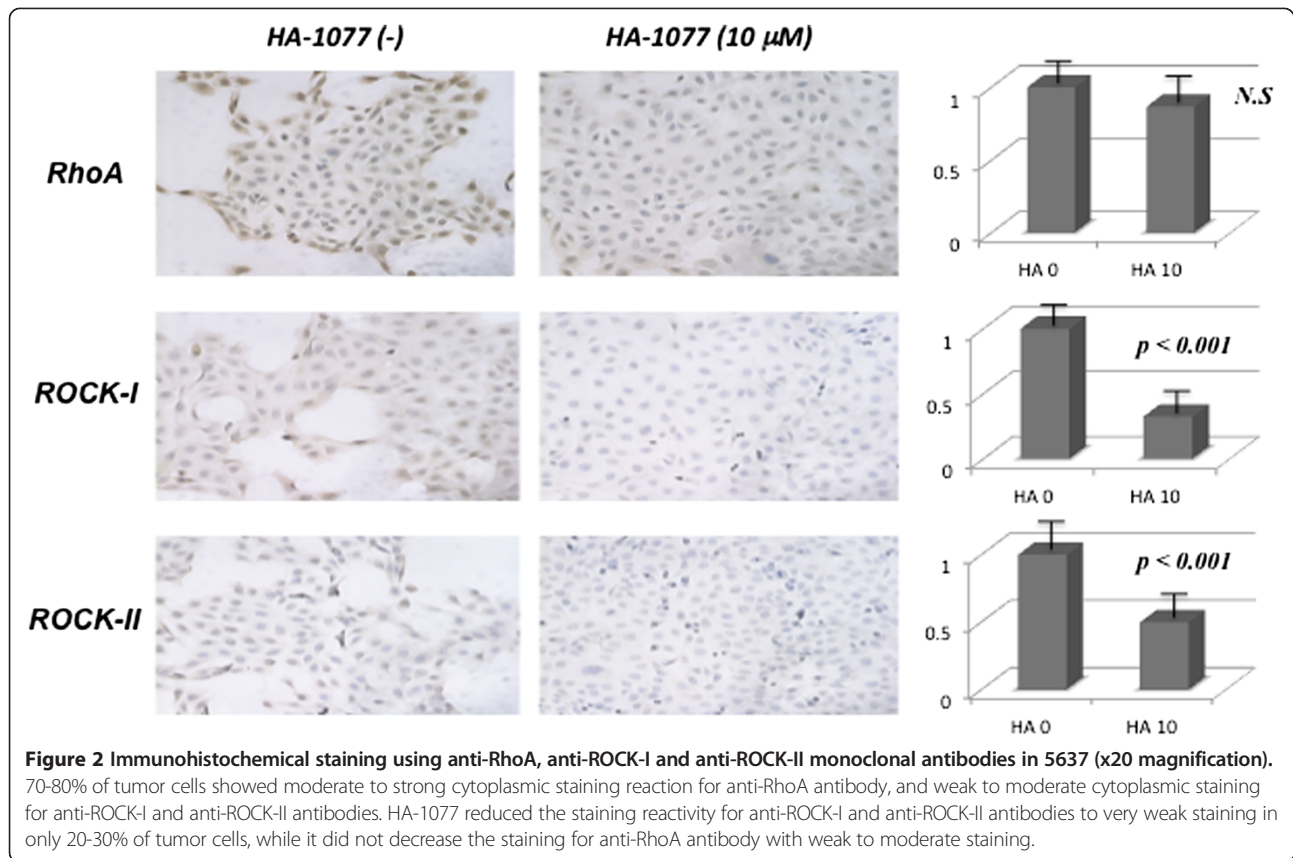 HA-1077 (-)
HA-1077 (10 μM)
RhoA
1
0.5
0
N.S
HA 0
HA 10
ROCK-I
1
0.5
0
p < 0.001
HA 0
HA 10
ROCK-II
1
0.5
0
p < 0.001
HA 0
HA 10
Figure 2 Immunohistochemical staining using anti-RhoA, anti-ROCK-I and anti-ROCK-II monoclonal antibodies in 5637 (x20 magnification).
70-80% of tumor cells showed moderate to strong cytoplasmic staining reaction for anti-RhoA antibody, and weak to moderate cytoplasmic staining
for anti-ROCK-I and anti-ROCK-II antibodies. HA-1077 reduced the staining reactivity for anti-ROCK-I and anti-ROCK-II antibodies to very weak staining in
only 20-30% of tumor cells, while it did not decrease the staining for anti-RhoA antibody with weak to moderate staining.